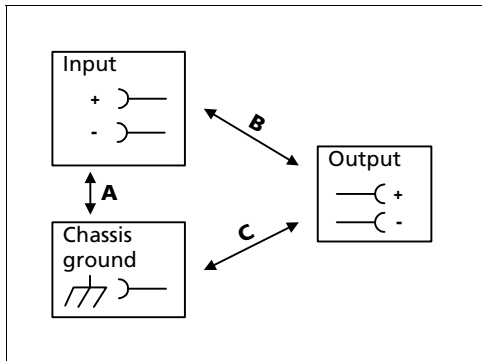 Input
+
-
B
Output
+
-
A
Chassis
ground
C